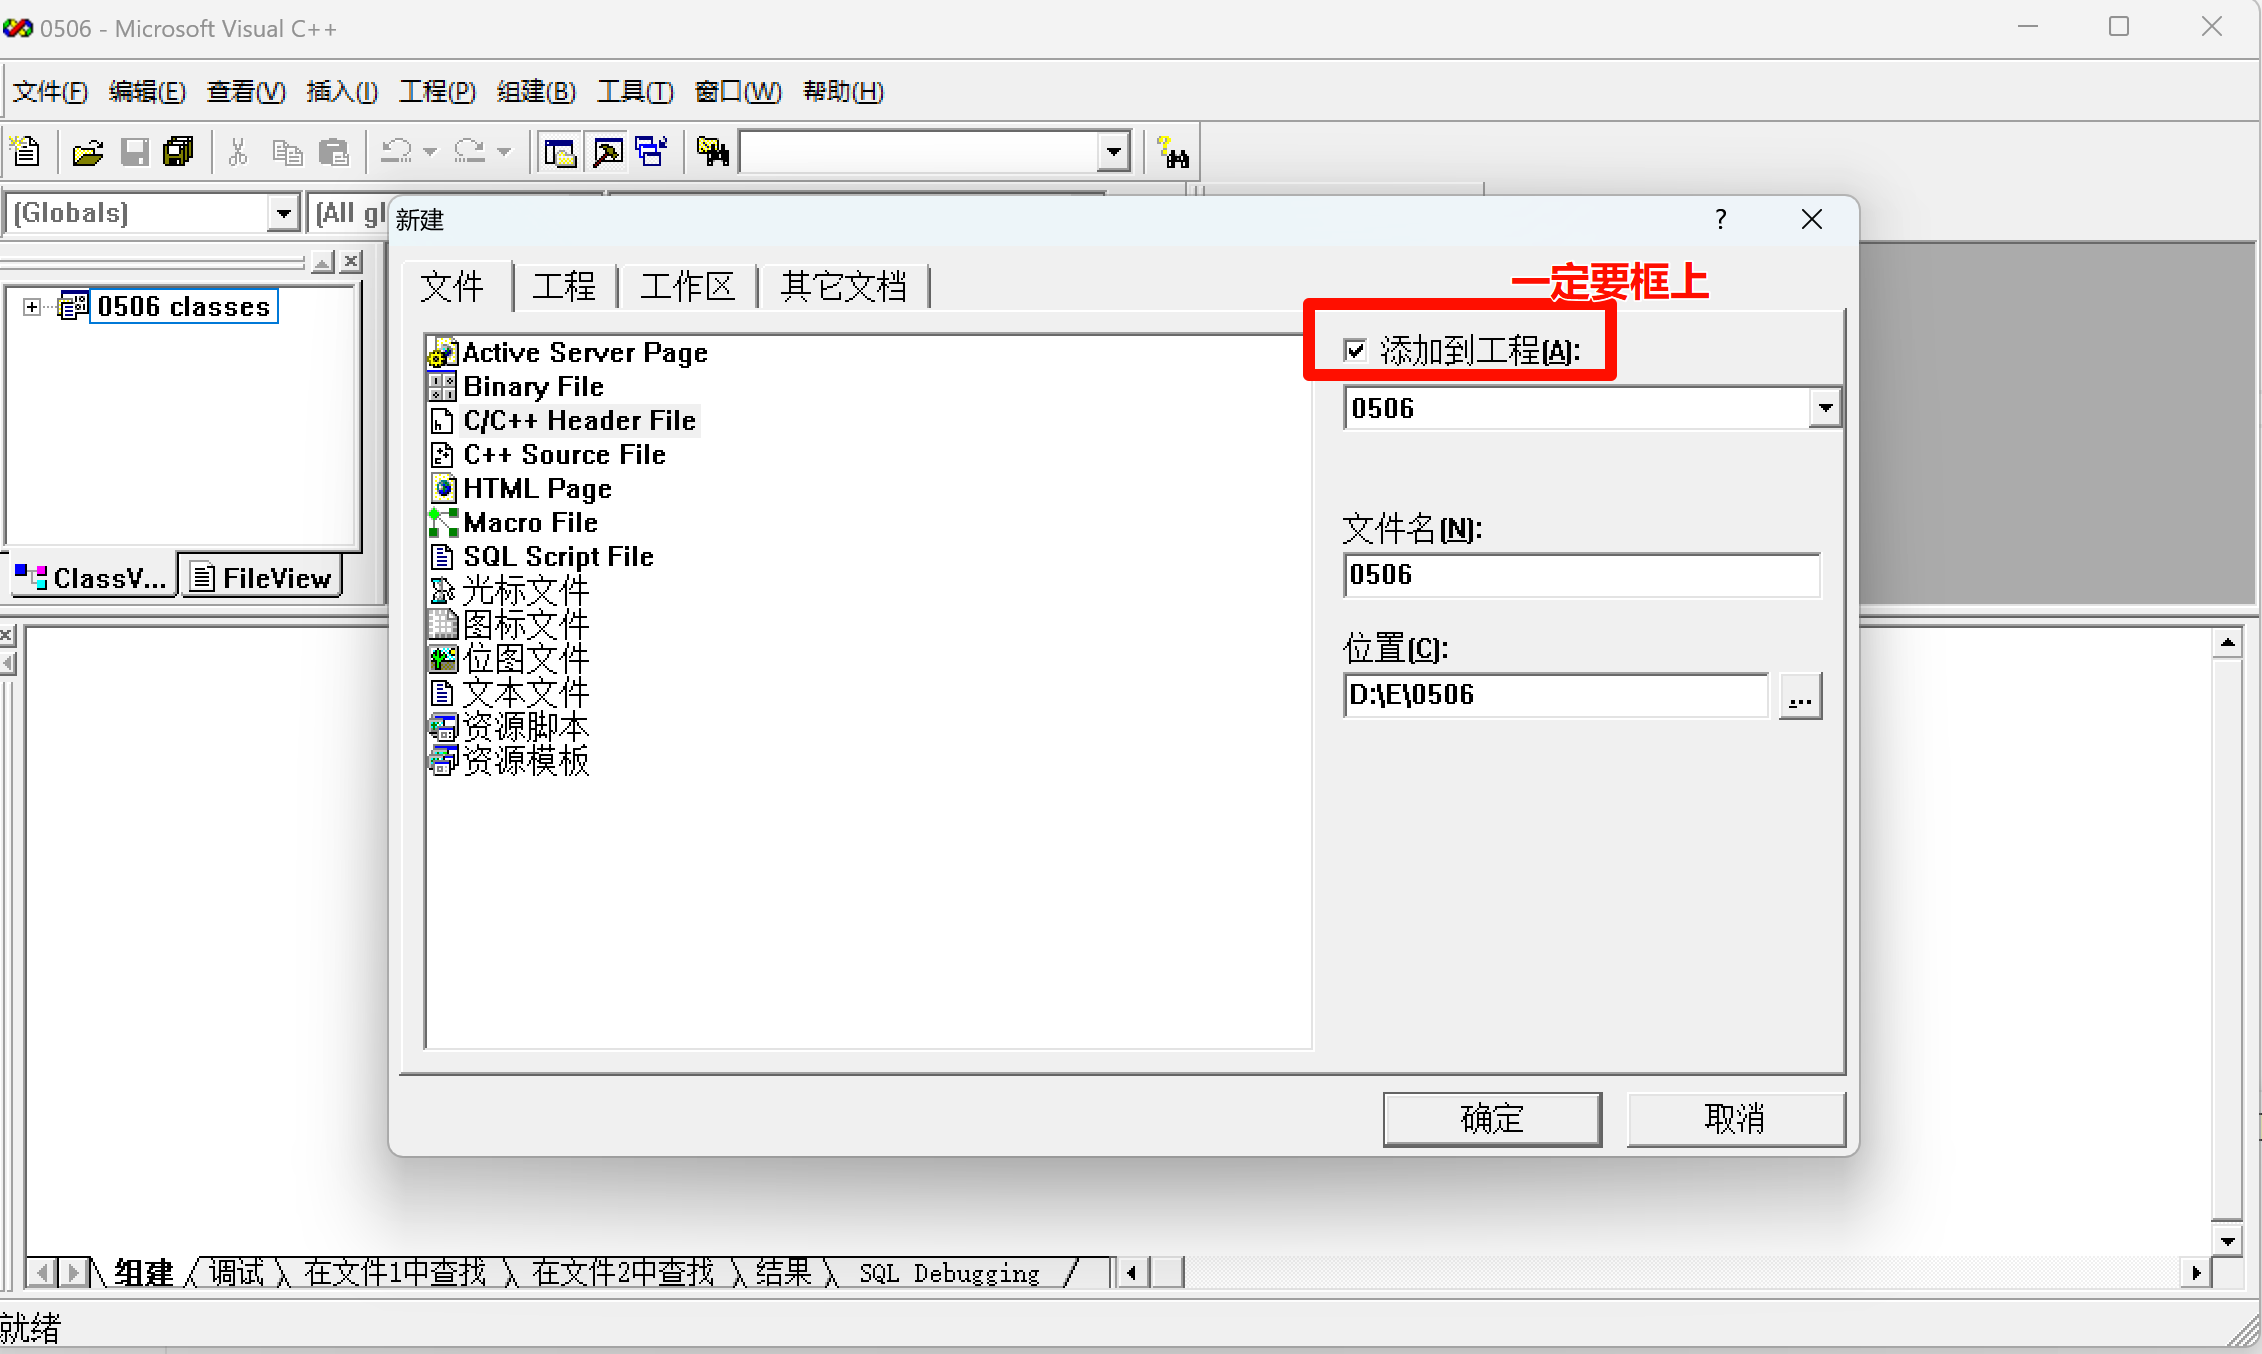 0506 - Microsoft Visual C++
文件(F) 编辑(E) 查看(V) 插入(I) 工程(P) 组建(B) 工具(T) 窗口(W) 帮助(H)
(Globals)
(All gl
新建
文件 工程 工作区 其它文档
一定要框上
0506 classes
ClassV... FileView
Active Server Page
Binary File
C/C++ Header File
C++ Source File
HTML Page
Macro File
SQL Script File
光标文件
图标文件
位图文件
文本文件
资源脚本
资源模板
添加到工程(A):
0506
文件名(N):
0506
位置(C):
D:\E\0506
...
确定 取消
组建 调试 在文件1中查找 在文件2中查找 结果 SQL Debugging
就绪